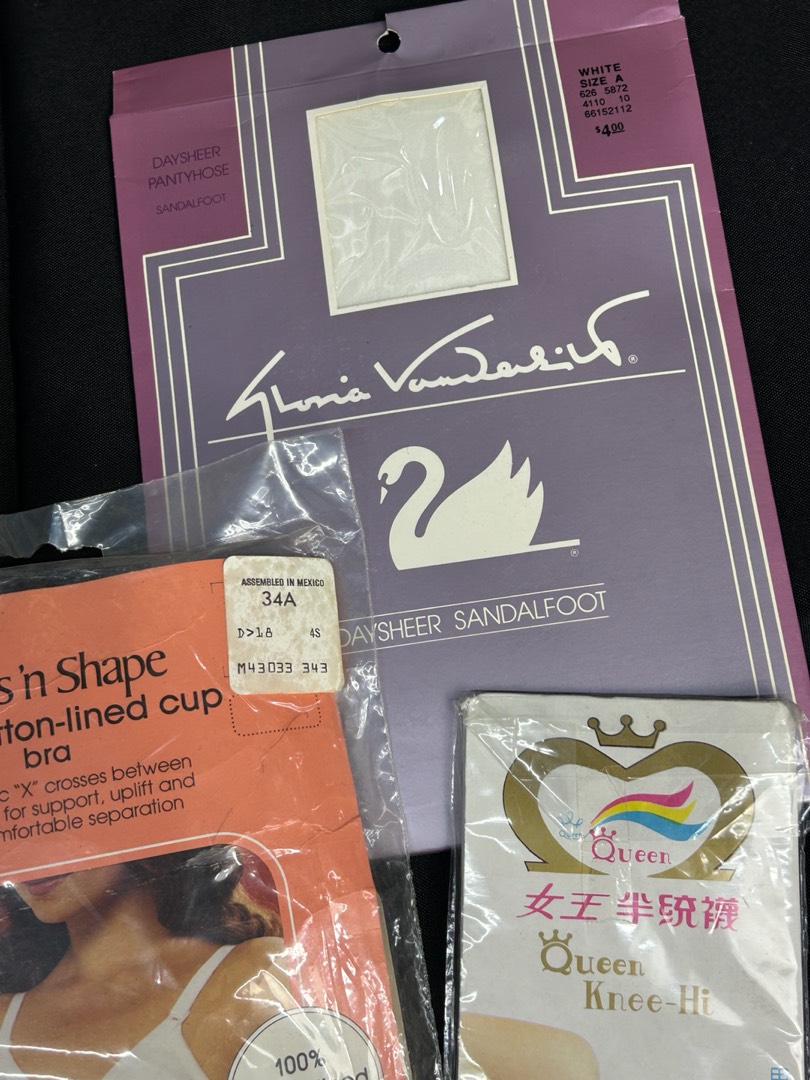 DAYSHEER
PANTYHOSE
SANDALFOOT
WHITE
SIZE A
626 5872
4110 10
66152112
$4.00
Gloria Vanderbilt®
®
DAYSHEER SANDALFOOT
ASSEMBLED IN MEXICO
34A
D>18 4S
M43033 343
s 'n Shape
tton-lined cup
bra
c "X" crosses between
for support, uplift and
mfortable separation
100%
Queen
Queen
女王半統襪
Queen
Knee-Hi